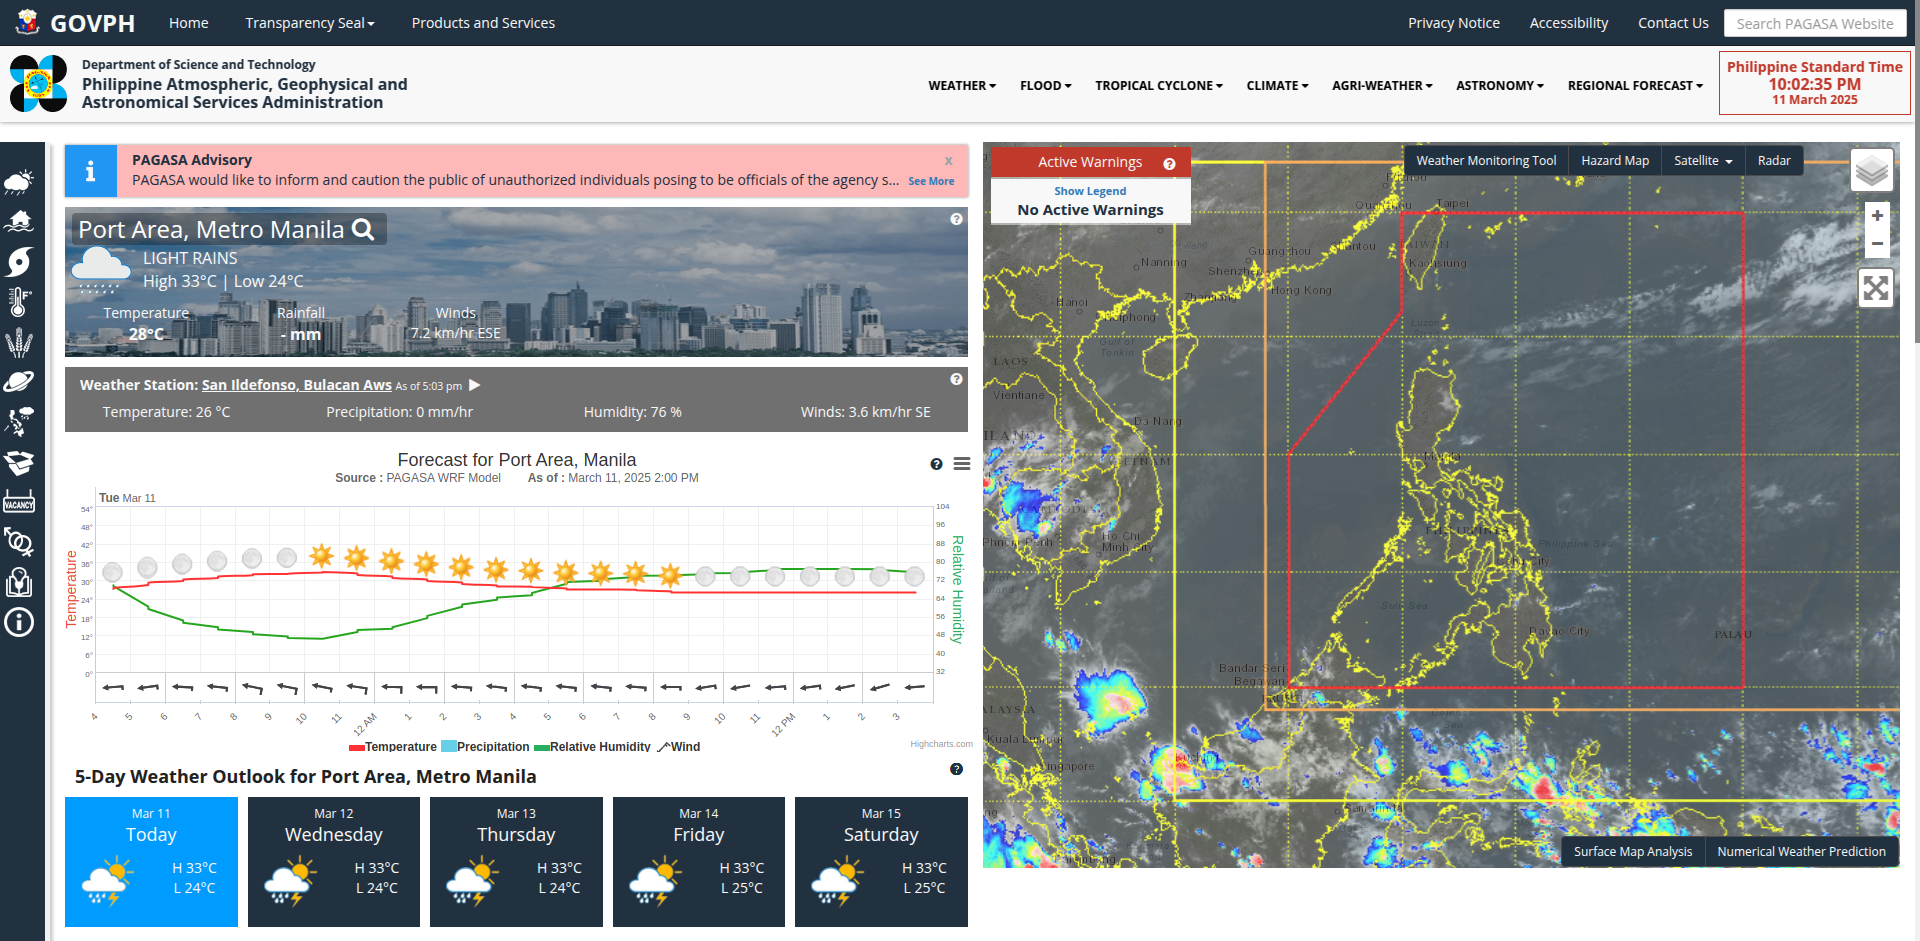 GOVPH
Home
Transparency Seal
Products and Services
Privacy Notice
Accessibility
Contact Us
Search PAGASA Website
Department of Science and Technology
Philippine Atmospheric, Geophysical and
Astronomical Services Administration
WEATHER
FLOOD
TROPICAL CYCLONE
CLIMATE
AGRI-WEATHER
ASTRONOMY
REGIONAL FORECAST
Philippine Standard Time
10:02:35 PM
11 March 2025
VACANCY
PAGASA Advisory
x
PAGASA would like to inform and caution the public of unauthorized individuals posing to be officials of the agency s... See More
Port Area, Metro Manila
LIGHT RAINS
High 33°C | Low 24°C
Temperature
28°C
Rainfall
- mm
Winds
7.2 km/hr ESE
Weather Station: San Ildefonso, Bulacan Aws As of 5:03 pm
Temperature: 26 °C
Precipitation: 0 mm/hr
Humidity: 76 %
Winds: 3.6 km/hr SE
Forecast for Port Area, Manila
Source : PAGASA WRF Model As of : March 11, 2025 2:00 PM
Tue Mar 11
Temperature
54°
48°
42°
36°
30°
24°
18°
12°
6°
0°
104
96
88
80
72
64
56
48
40
32
Relative Humidity
4 5 6 7 8 9 10 11 12 AM 1 2 3 4 5 6 7 8 9 10 11 12 PM 1 2 3
Temperature Precipitation Relative Humidity Wind
Highcharts.com
5-Day Weather Outlook for Port Area, Metro Manila
Mar 11
Today
H 33°C
L 24°C
Mar 12
Wednesday
H 33°C
L 24°C
Mar 13
Thursday
H 33°C
L 24°C
Mar 14
Friday
H 33°C
L 25°C
Mar 15
Saturday
H 33°C
L 25°C
Active Warnings
Show Legend
No Active Warnings
Weather Monitoring Tool
Hazard Map
Satellite
Radar
+
−
Taipei
Guangzhou
Nanning
Shenzhen
Kaohsiung
Hong Kong
Hanoi
Zhanjiang
Haiphong
Luzon
Gulf of
Tonkin
LAOS
Vientiane
Da Nang
VIETNAM
Manila
Ho Chi
Minh City
Phnom Penh
PHILIPPINES
Philippine Sea
Sulu Sea
Davao City
PALAU
Bandar Seri
Begawan
Kuala Lumpur
Singapore
Kuching
Surface Map Analysis
Numerical Weather Prediction